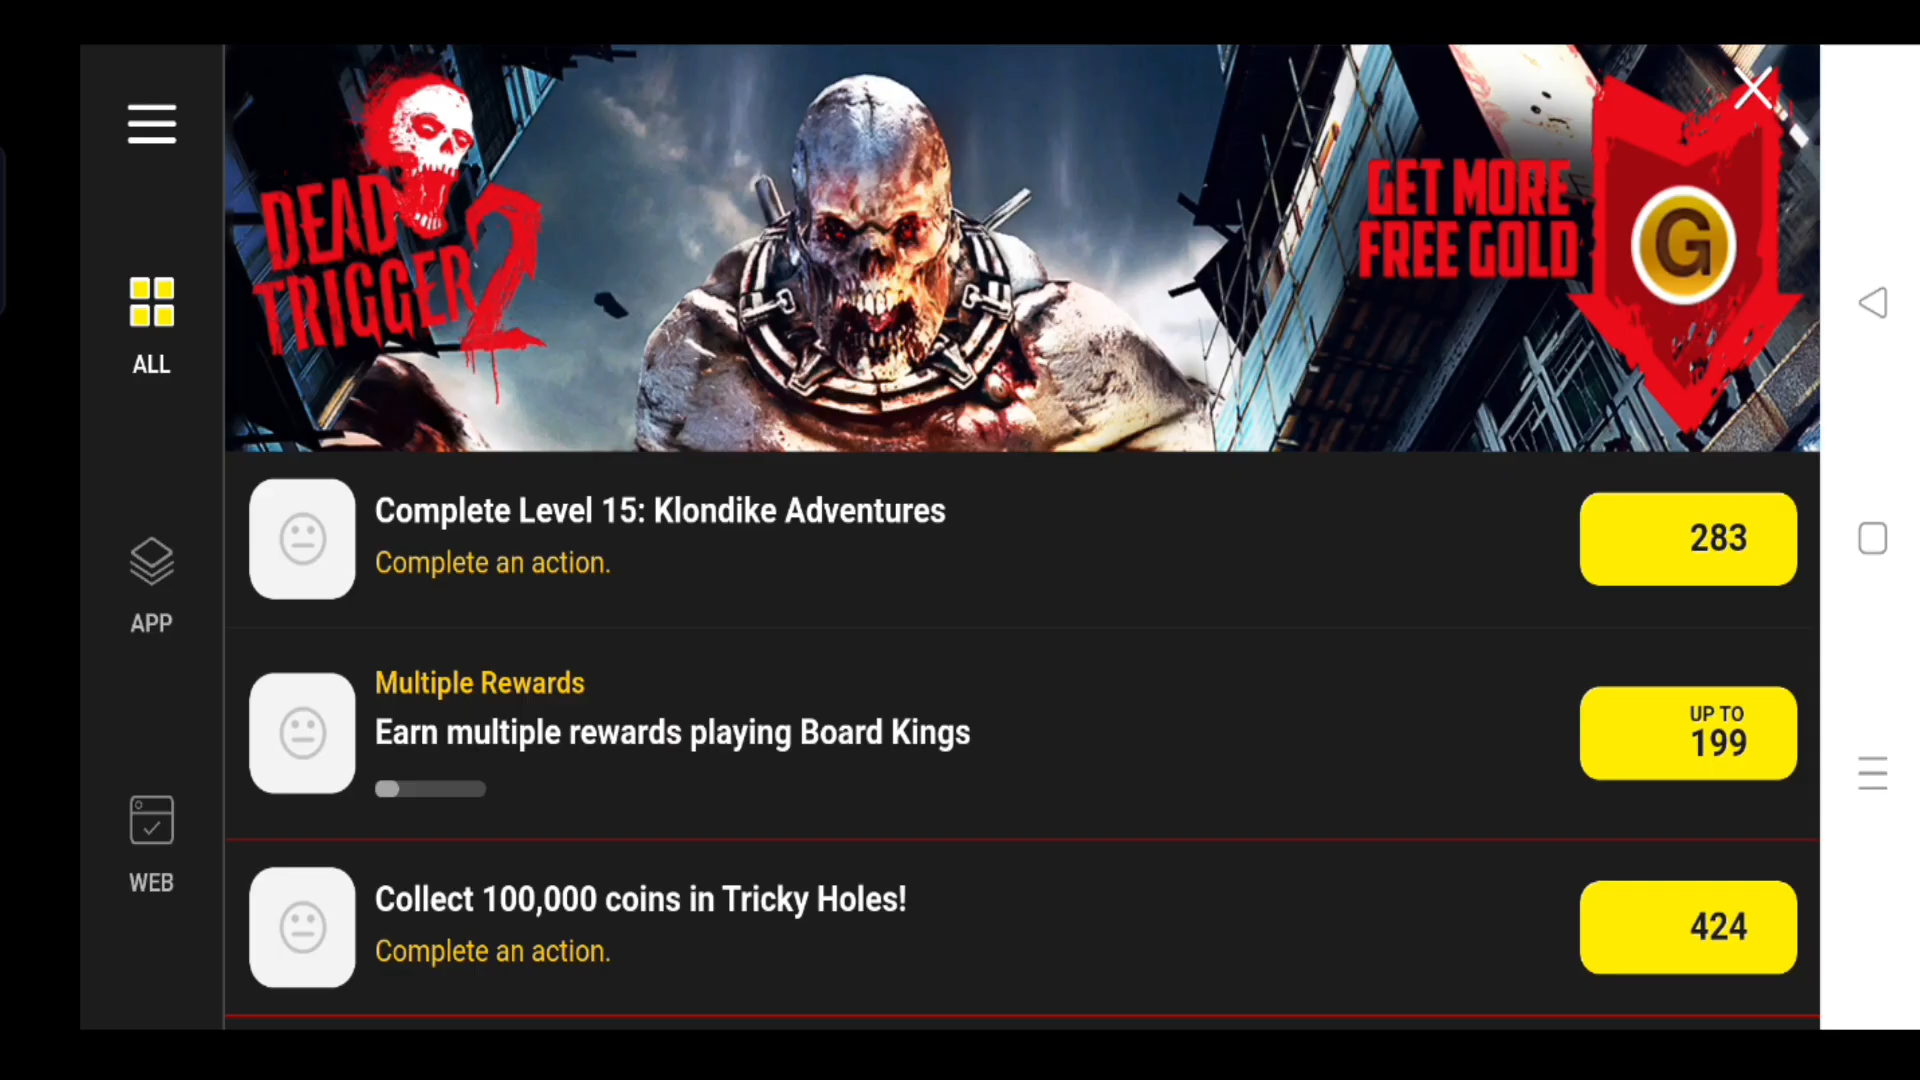 DEAD
TRIGGER 2
GET MORE
FREE GOLD
G
ALL
APP
WEB
Complete Level 15: Klondike Adventures
Complete an action.
283
Multiple Rewards
Earn multiple rewards playing Board Kings
UP TO
199
Collect 100,000 coins in Tricky Holes!
Complete an action.
424